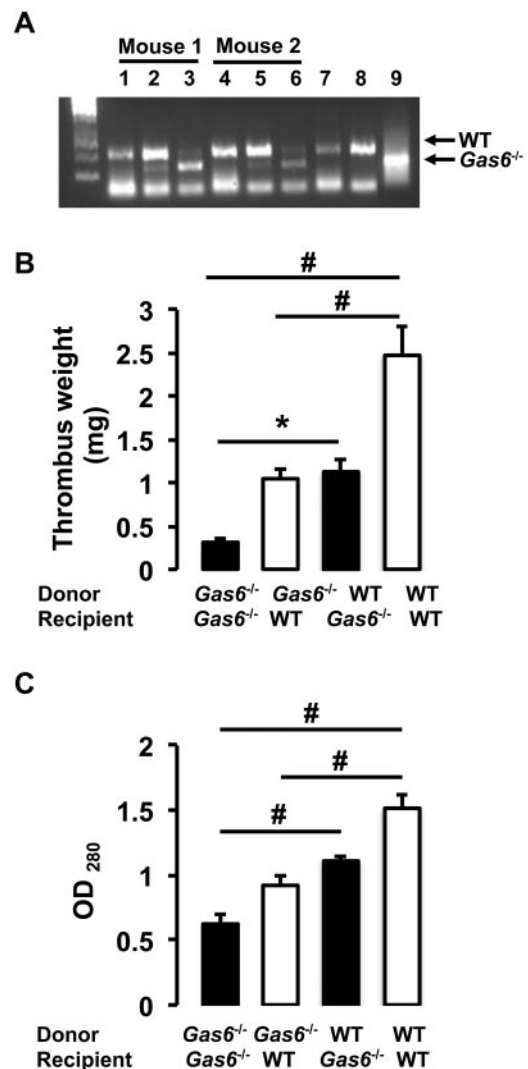 A
Mouse 1 Mouse 2
1 2 3 4 5 6 7 8 9
WT
Gas6-/-
B
#
#
*
3
2.5
2
1.5
1
0.5
0
Thrombus weight
(mg)
Donor Gas6-/- Gas6-/- WT WT
Recipient Gas6-/- WT Gas6-/- WT
C
#
#
#
2
1.5
1
0.5
0
OD280
Donor Gas6-/- Gas6-/- WT WT
Recipient Gas6-/- WT Gas6-/- WT